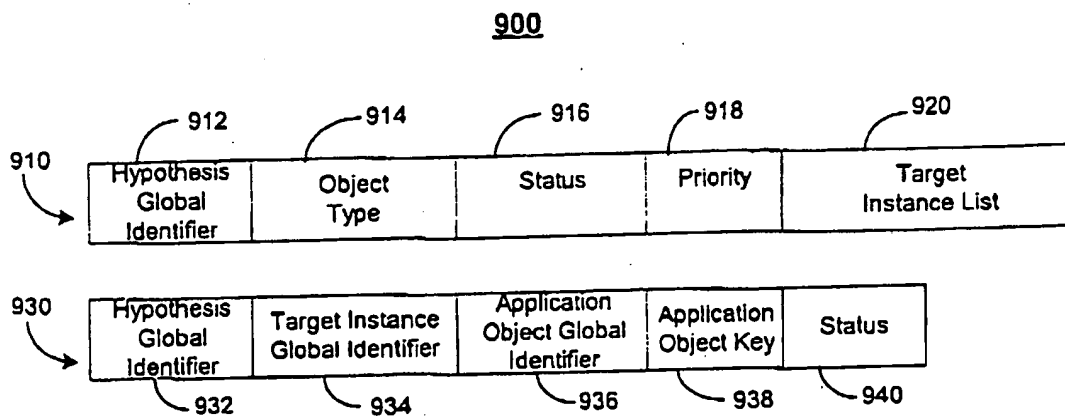 900
912 914 916 918 920
910
Hypothesis Global Identifier Object Type Status Priority Target Instance List
930
Hypothesis Global Identifier Target Instance Global Identifier Application Object Global Identifier Application Object Key Status
932 934 936 938 940